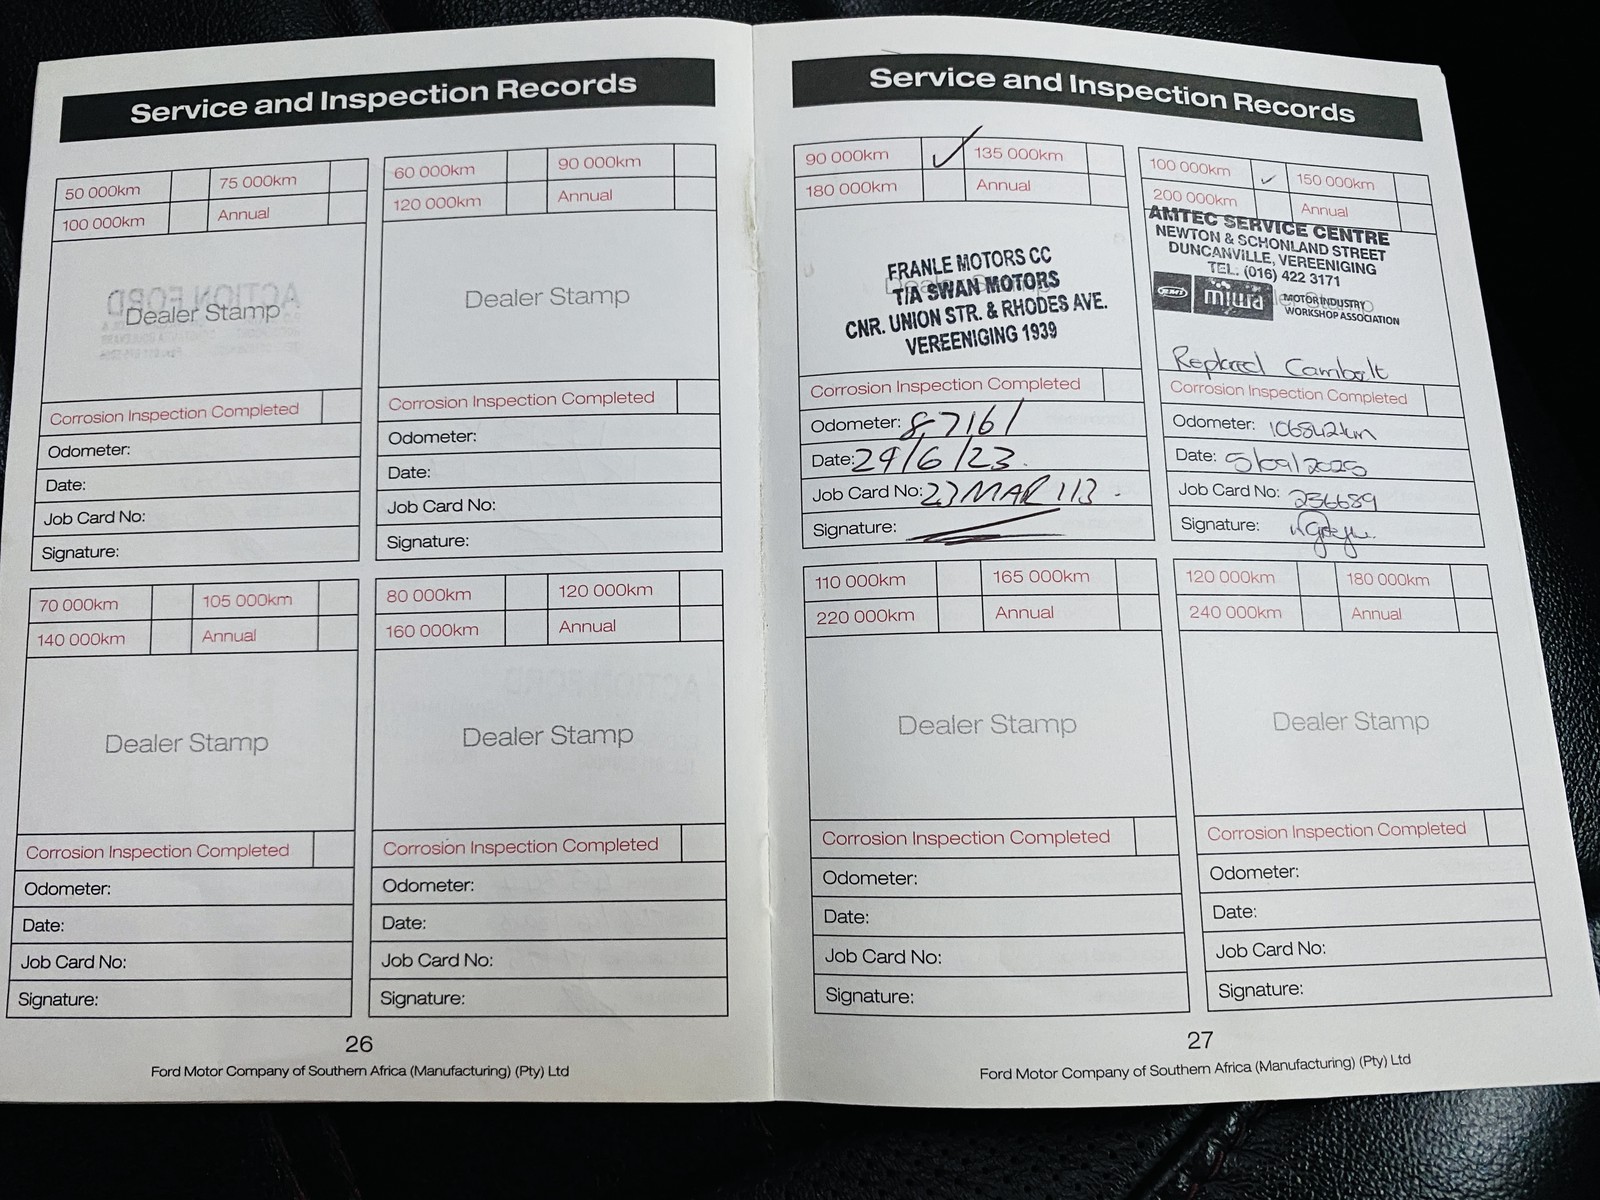 Service and Inspection Records
50 000km 75 000km
100 000km Annual
Dealer Stamp
Corrosion Inspection Completed
Odometer:
Date:
Job Card No:
Signature:
60 000km 90 000km
120 000km Annual
Dealer Stamp
Corrosion Inspection Completed
Odometer:
Date:
Job Card No:
Signature:
70 000km 105 000km
140 000km Annual
Dealer Stamp
Corrosion Inspection Completed
Odometer:
Date:
Job Card No:
Signature:
80 000km 120 000km
160 000km Annual
Dealer Stamp
Corrosion Inspection Completed
Odometer:
Date:
Job Card No:
Signature:
26
Ford Motor Company of Southern Africa (Manufacturing) (Pty) Ltd
Service and Inspection Records
90 000km ✓ 135 000km
180 000km Annual
FRANLE MOTORS CC
T/A SWAN MOTORS
CNR. UNION STR. & RHODES AVE.
VEREENIGING 1939
Corrosion Inspection Completed
Odometer: 87161
Date: 29/6/23.
Job Card No: 23MAR113.
Signature:
100 000km ✓ 150 000km
200 000km Annual
AMTEC SERVICE CENTRE
NEWTON & SCHONLAND STREET
DUNCANVILLE, VEREENIGING
TEL: (016) 422 3171
RMI miwa MOTOR INDUSTRY
WORKSHOP ASSOCIATION
Replaced Cambelt
Corrosion Inspection Completed
Odometer: 106842km
Date: 5/09/2025
Job Card No: 236689
Signature:
110 000km 165 000km
220 000km Annual
Dealer Stamp
Corrosion Inspection Completed
Odometer:
Date:
Job Card No:
Signature:
120 000km 180 000km
240 000km Annual
Dealer Stamp
Corrosion Inspection Completed
Odometer:
Date:
Job Card No:
Signature:
27
Ford Motor Company of Southern Africa (Manufacturing) (Pty) Ltd